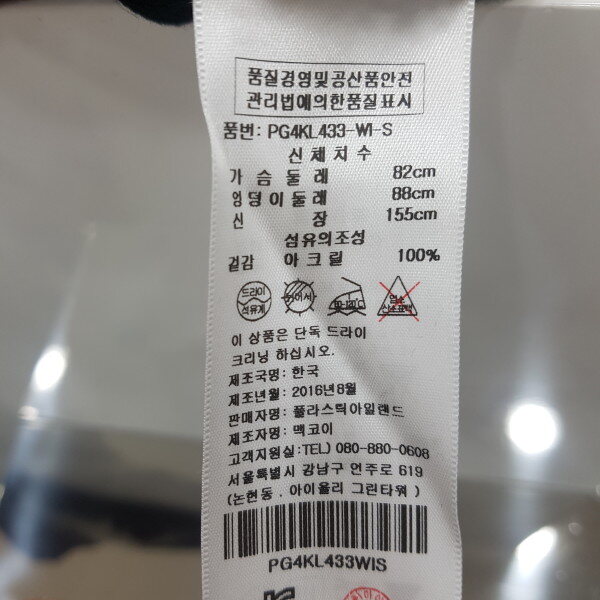 품질경영및공산품안전
관리법에의한품질표시
품번: PG4KL433-WI-S
신체치수
가슴둘레 82cm
엉덩이둘레 88cm
신장 155cm
섬유의조성
겉감 아크릴 100%
드라이
석유계
이 상품은 단독 드라이
크리닝 하십시오.
제조국명: 한국
제조년월: 2016년8월
판매자명: 플라스틱아일랜드
제조자명: 맥코이
고객지원실:TEL) 080-880-0608
서울특별시 강남구 언주로 619
(논현동, 아이올리 그린타워 )
PG4KL433WIS